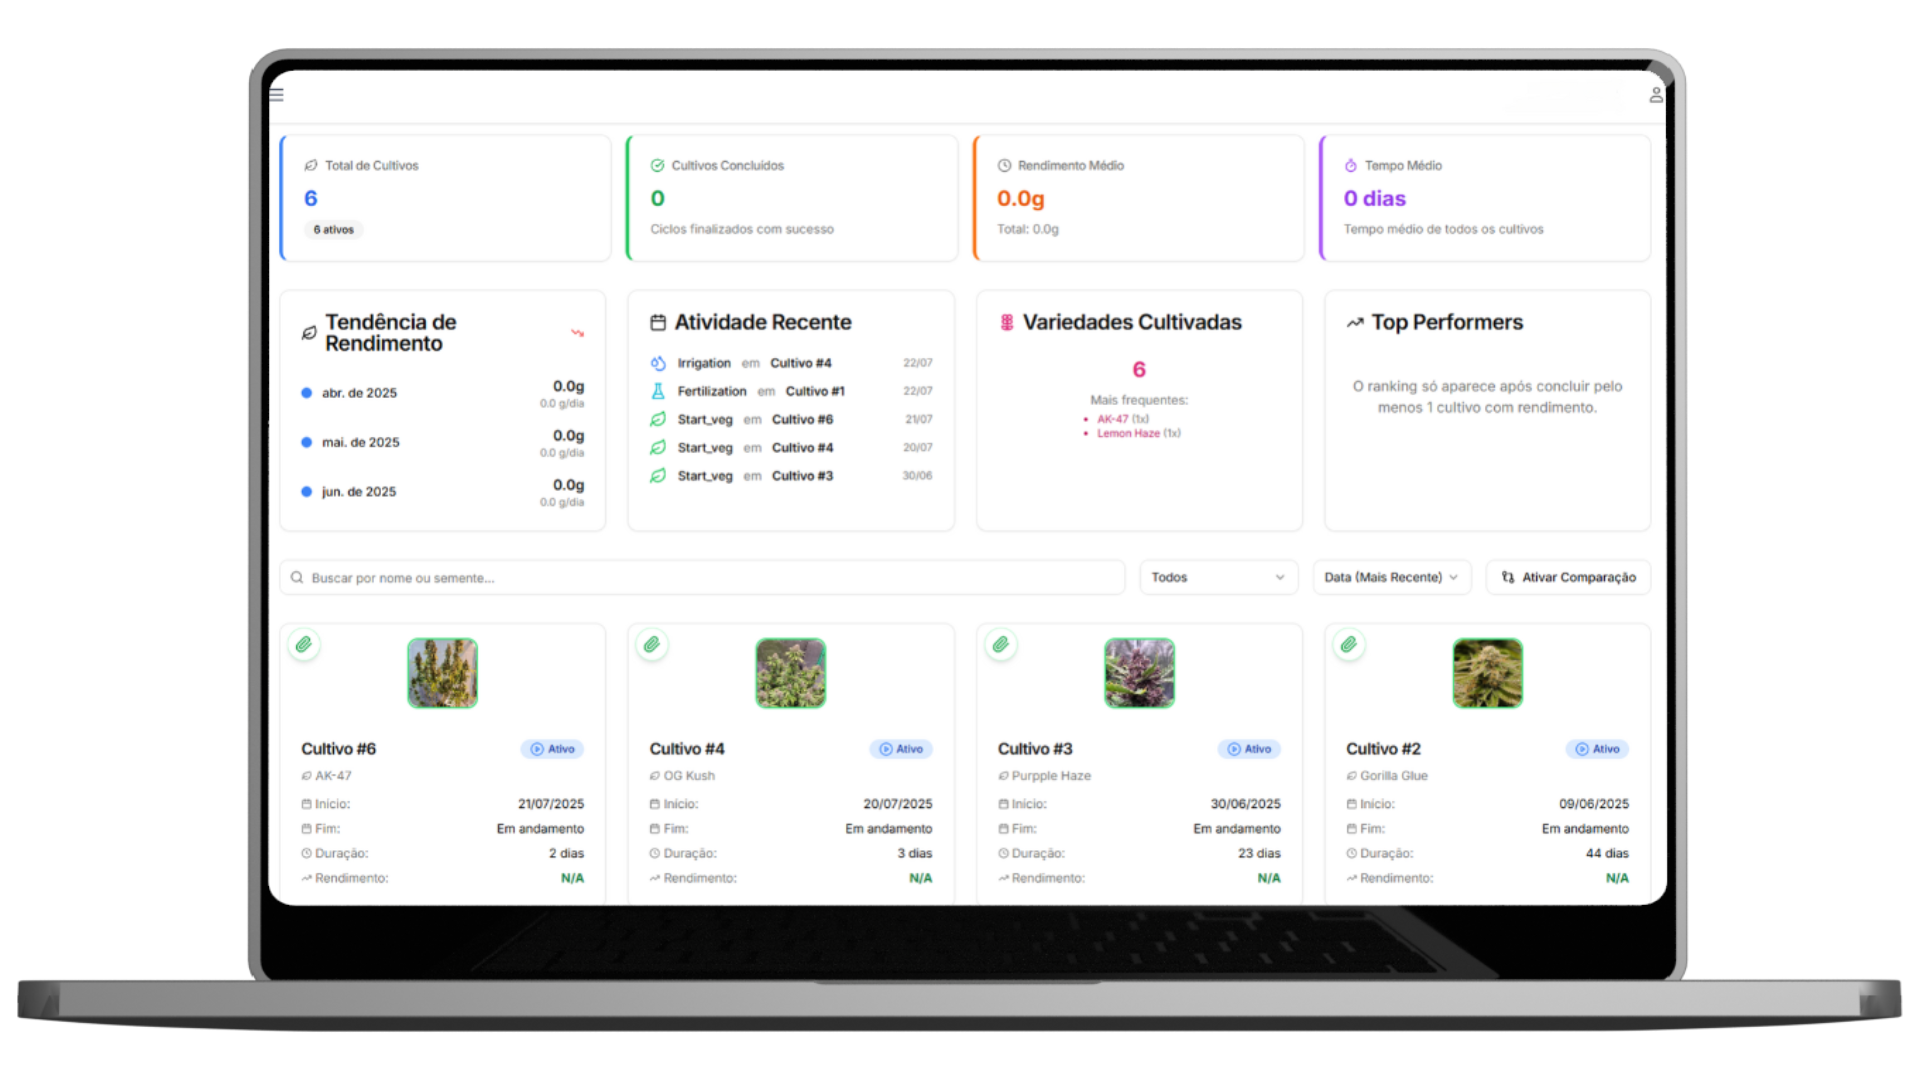 Total de Cultivos
6
6 ativos
Cultivos Concluídos
0
Ciclos finalizados com sucesso
Rendimento Médio
0.0g
Total: 0.0g
Tempo Médio
0 dias
Tempo médio de todos os cultivos
Tendência de
Rendimento
abr. de 2025
0.0g
0.0 g/dia
mai. de 2025
0.0g
0.0 g/dia
jun. de 2025
0.0g
0.0 g/dia
Atividade Recente
Irrigation em Cultivo #4 22/07
Fertilization em Cultivo #1 22/07
Start_veg em Cultivo #6 21/07
Start_veg em Cultivo #4 20/07
Start_veg em Cultivo #3 30/06
Variedades Cultivadas
6
Mais frequentes:
• AK-47 (1x)
• Lemon Haze (1x)
Top Performers
O ranking só aparece após concluir pelo
menos 1 cultivo com rendimento.
Buscar por nome ou semente...
Todos
Data (Mais Recente)
Ativar Comparação
Cultivo #6 Ativo
AK-47
Início: 21/07/2025
Fim: Em andamento
Duração: 2 dias
Rendimento: N/A
Cultivo #4 Ativo
OG Kush
Início: 20/07/2025
Fim: Em andamento
Duração: 3 dias
Rendimento: N/A
Cultivo #3 Ativo
Purpple Haze
Início: 30/06/2025
Fim: Em andamento
Duração: 23 dias
Rendimento: N/A
Cultivo #2 Ativo
Gorilla Glue
Início: 09/06/2025
Fim: Em andamento
Duração: 44 dias
Rendimento: N/A